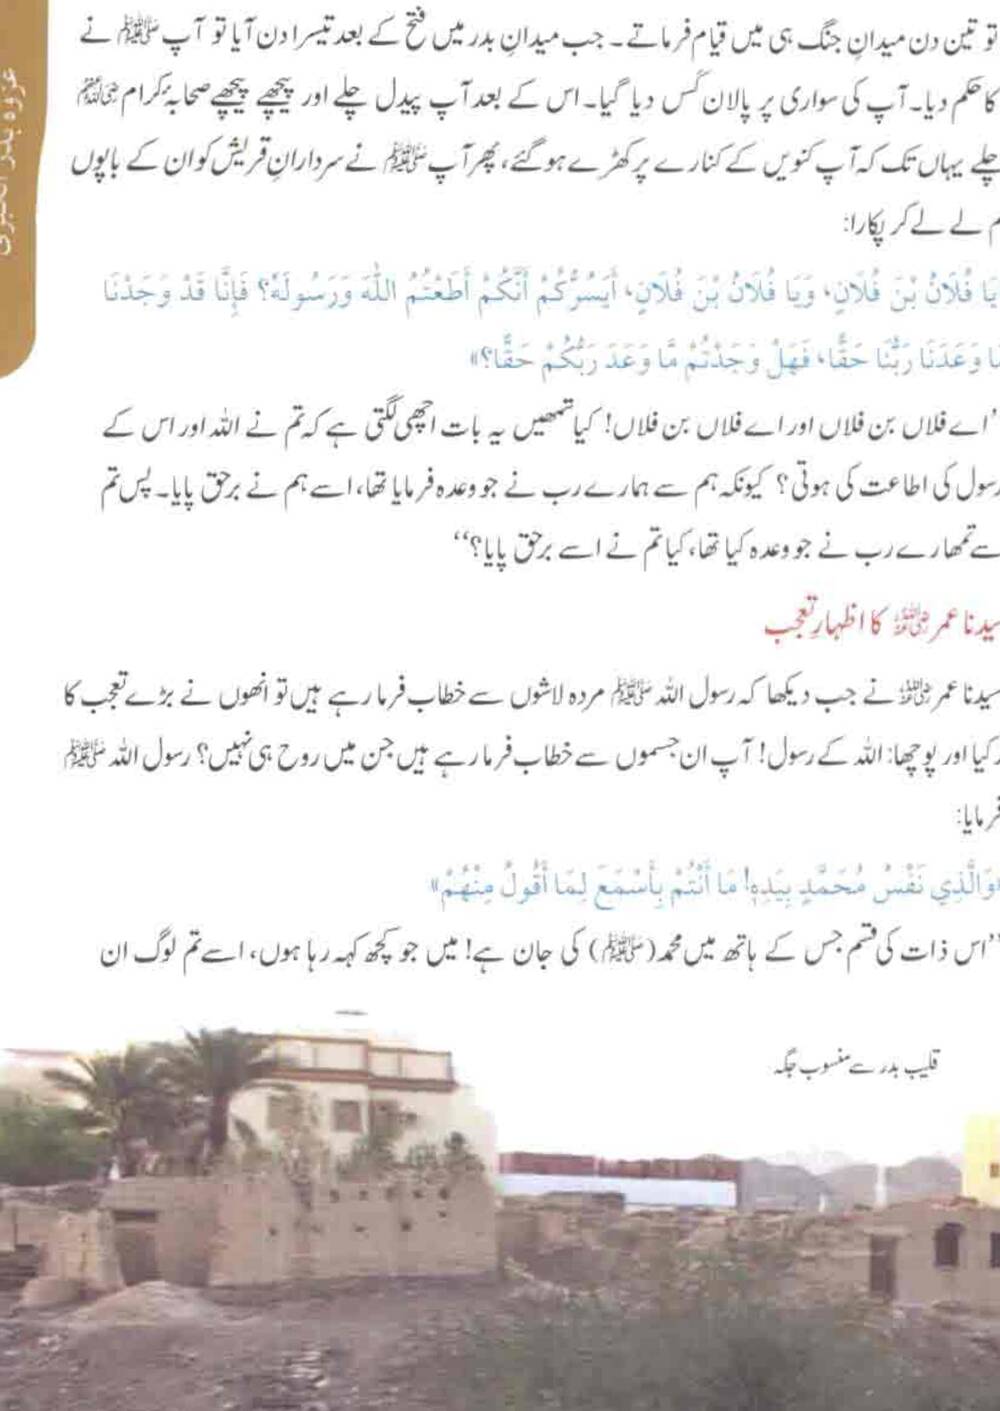 تو تین دن میدانِ جنگ ہی میں قیام فرماتے۔ جب میدانِ بدر میں فتح کے بعد تیسرا دن آیا تو آپ ﷺ نے
کا حکم دیا۔ آپ کی سواری پر پالان کَس دیا گیا۔ اس کے بعد آپ پیدل چلے اور پیچھے پیچھے صحابۂ کرام رضی اللہ عنہم
چلے یہاں تک کہ آپ کنویں کے کنارے پر کھڑے ہو گئے، پھر آپ ﷺ نے سردارانِ قریش کو ان کے باپوں
م لے لے کر پکارا:
یَا فُلَانُ بْنَ فُلَانٍ، وَیَا فُلَانُ بْنَ فُلَانٍ، أَیَسُرُّکُمْ أَنَّکُمْ أَطَعْتُمُ اللّٰهَ وَرَسُولَهٗ؟ فَإِنَّا قَدْ وَجَدْنَا
مَا وَعَدَنَا رَبُّنَا حَقًّا، فَهَلْ وَجَدْتُمْ مَّا وَعَدَ رَبُّکُمْ حَقًّا؟»
’’اے فلاں بن فلاں اور اے فلاں بن فلاں! کیا تمھیں یہ بات اچھی لگتی ہے کہ تم نے اللہ اور اس کے
رسول کی اطاعت کی ہوتی؟ کیونکہ ہم سے ہمارے رب نے جو وعدہ فرمایا تھا، اسے ہم نے برحق پایا۔ پس تم
سے تمھارے رب نے جو وعدہ کیا تھا، کیا تم نے اسے برحق پایا؟‘‘
سیدنا عمر رضی اللہ عنہ کا اظہارِ تعجب
سیدنا عمر رضی اللہ عنہ نے جب دیکھا کہ رسول اللہ ﷺ مردہ لاشوں سے خطاب فرما رہے ہیں تو انھوں نے بڑے تعجب کا
کیا اور پوچھا: اللہ کے رسول! آپ ان جسموں سے خطاب فرما رہے ہیں جن میں روح ہی نہیں؟ رسول اللہ ﷺ
فرمایا:
«وَالَّذِي نَفْسُ مُحَمَّدٍ بِیَدِهٖ! مَا أَنْتُمْ بِأَسْمَعَ لِمَا أَقُولُ مِنْهُمْ»
’’اس ذات کی قسم جس کے ہاتھ میں محمد (ﷺ) کی جان ہے! میں جو کچھ کہہ رہا ہوں، اسے تم لوگ ان
قلیب بدر سے منسوب جگہ
غزوہ بدر الکبریٰ